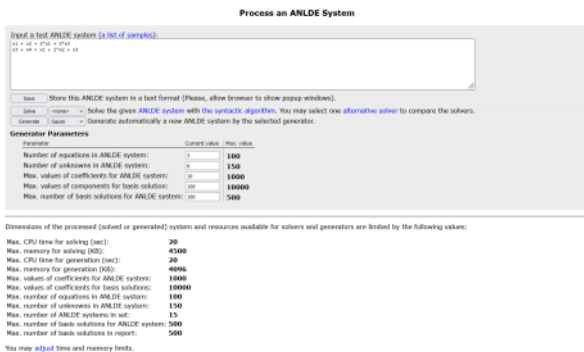 Process an ANLDE System
Input a test ANLDE system (a list of samples):
Save Store this ANLDE system in a text format (Please, allow browser to show popup windows).
Solve <none> Solve the given ANLDE system with the syntactic algorithm. You may select one alternative solver to compare the solvers.
Generate Gauss Generate automatically a new ANLDE system by the selected generator.
Generator Parameters
Parameter Current value Max. value
Number of equations in ANLDE system: 3 100
Number of unknowns in ANLDE system: 150
Max. values of coefficients for ANLDE system: 10 1000
Max. values of components for basis solution: 100 10000
Max. number of basis solutions for ANLDE system: 100 500
Dimensions of the processed (solved or generated) system and resources available for solvers and generators are limited by the following values:
Max. CPU time for solving (sec): 20
Max. memory for solving (KB): 4500
Max. CPU time for generation (sec): 20
Max. memory for generation (KB): 4096
Max. values of coefficients for ANLDE system: 1000
Max. values of coefficients for basis solutions: 10000
Max. number of equations in ANLDE system: 100
Max. number of unknowns in ANLDE system: 150
Max. number of ANLDE systems in set: 15
Max. number of basis solutions for ANLDE system: 500
Max. number of basis solutions in report: 500
You may adjust time and memory limits.